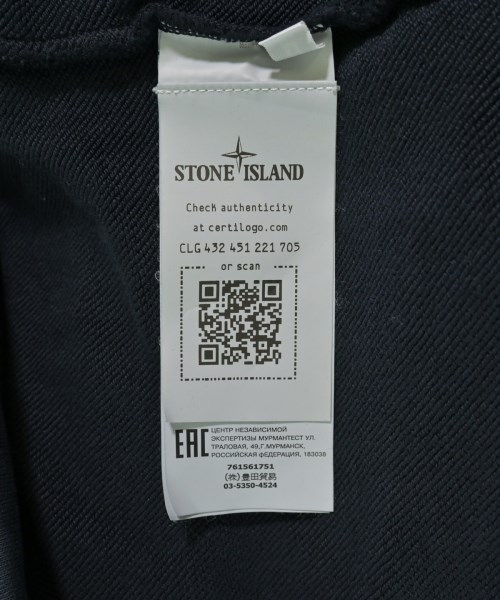 STONE ISLAND
Check authenticity
at certilogo.com
CLG 432 451 221 705
or scan
EAC
ЦЕНТР НЕЗАВИСИМОЙ
ЭКСПЕРТИЗЫ МУРМАНТЕСТ УЛ.
ТРАЛОВАЯ, 49,Г.МУРМАНСК,
РОССИЙСКАЯ ФЕДЕРАЦИЯ, 183038
761561751
(株)豊田貿易
03-5350-4524